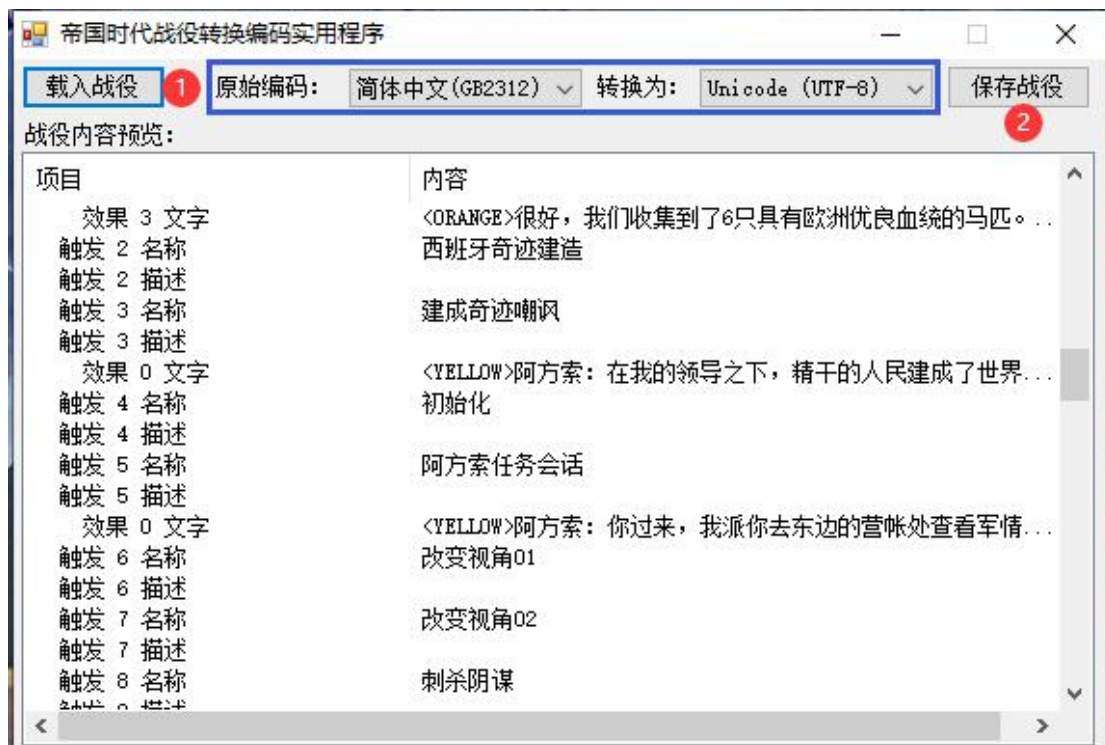 帝国时代战役转换编码实用程序
载入战役 1 原始编码: 简体中文(GB2312) 转换为: Unicode (UTF-8) 保存战役
2
战役内容预览:
项目 内容
效果 3 文字 <ORANGE>很好，我们收集到了6只具有欧洲优良血统的马匹。...
触发 2 名称 西班牙奇迹建造
触发 2 描述
触发 3 名称 建成奇迹嘲讽
触发 3 描述
效果 0 文字 <YELLOW>阿方索: 在我的领导之下，精干的人民建成了世界...
触发 4 名称 初始化
触发 4 描述
触发 5 名称 阿方索任务会话
触发 5 描述
效果 0 文字 <YELLOW>阿方索: 你过来，我派你去东边的营帐处查看军情...
触发 6 名称 改变视角01
触发 6 描述
触发 7 名称 改变视角02
触发 7 描述
触发 8 名称 刺杀阴谋